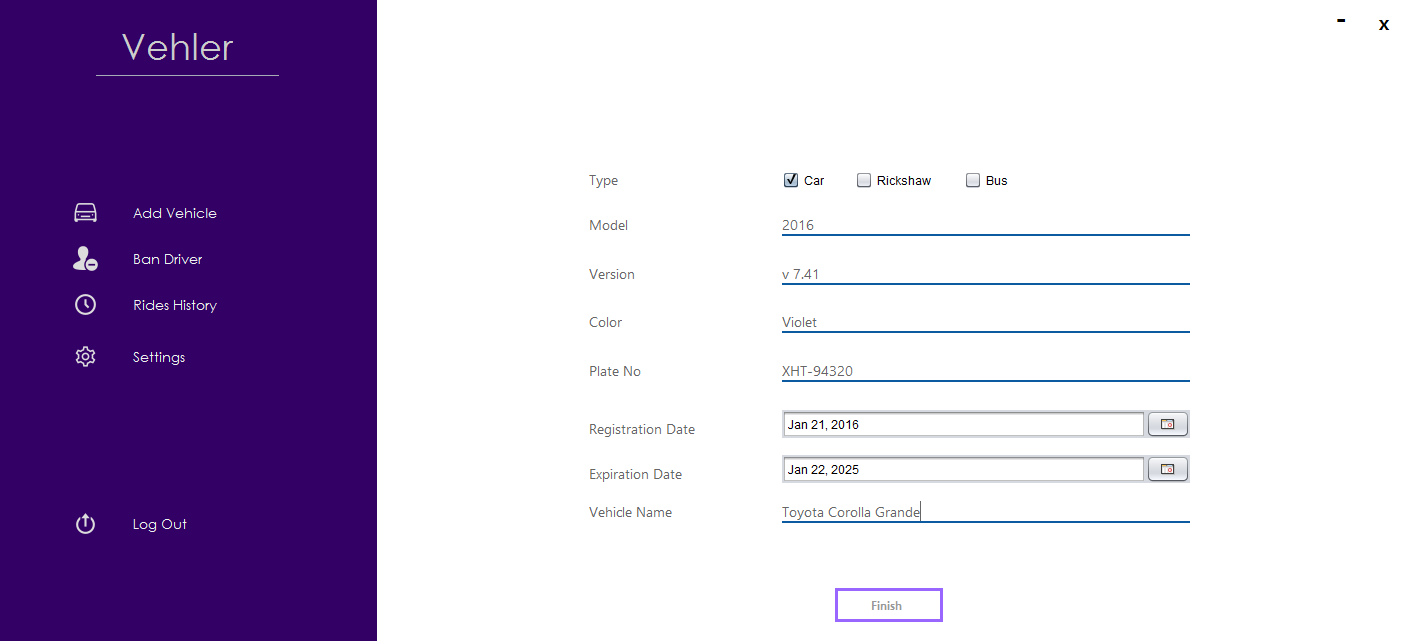 Vehler
- x
Add Vehicle
Ban Driver
Rides History
Settings
Log Out
Type Car Rickshaw Bus
Model 2016
Version v 7.41
Color Violet
Plate No XHT-94320
Registration Date Jan 21, 2016
Expiration Date Jan 22, 2025
Vehicle Name Toyota Corolla Grande
Finish